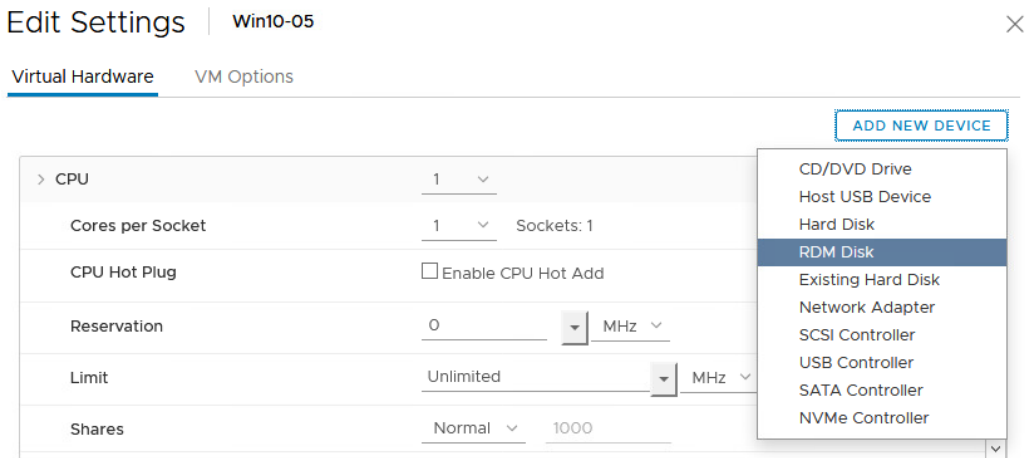 Edit Settings Win10-05
Virtual Hardware VM Options
ADD NEW DEVICE
CPU 1
Cores per Socket 1 Sockets: 1
CPU Hot Plug Enable CPU Hot Add
Reservation 0 MHz
Limit Unlimited MHz
Shares Normal 1000
CD/DVD Drive
Host USB Device
Hard Disk
RDM Disk
Existing Hard Disk
Network Adapter
SCSI Controller
USB Controller
SATA Controller
NVMe Controller